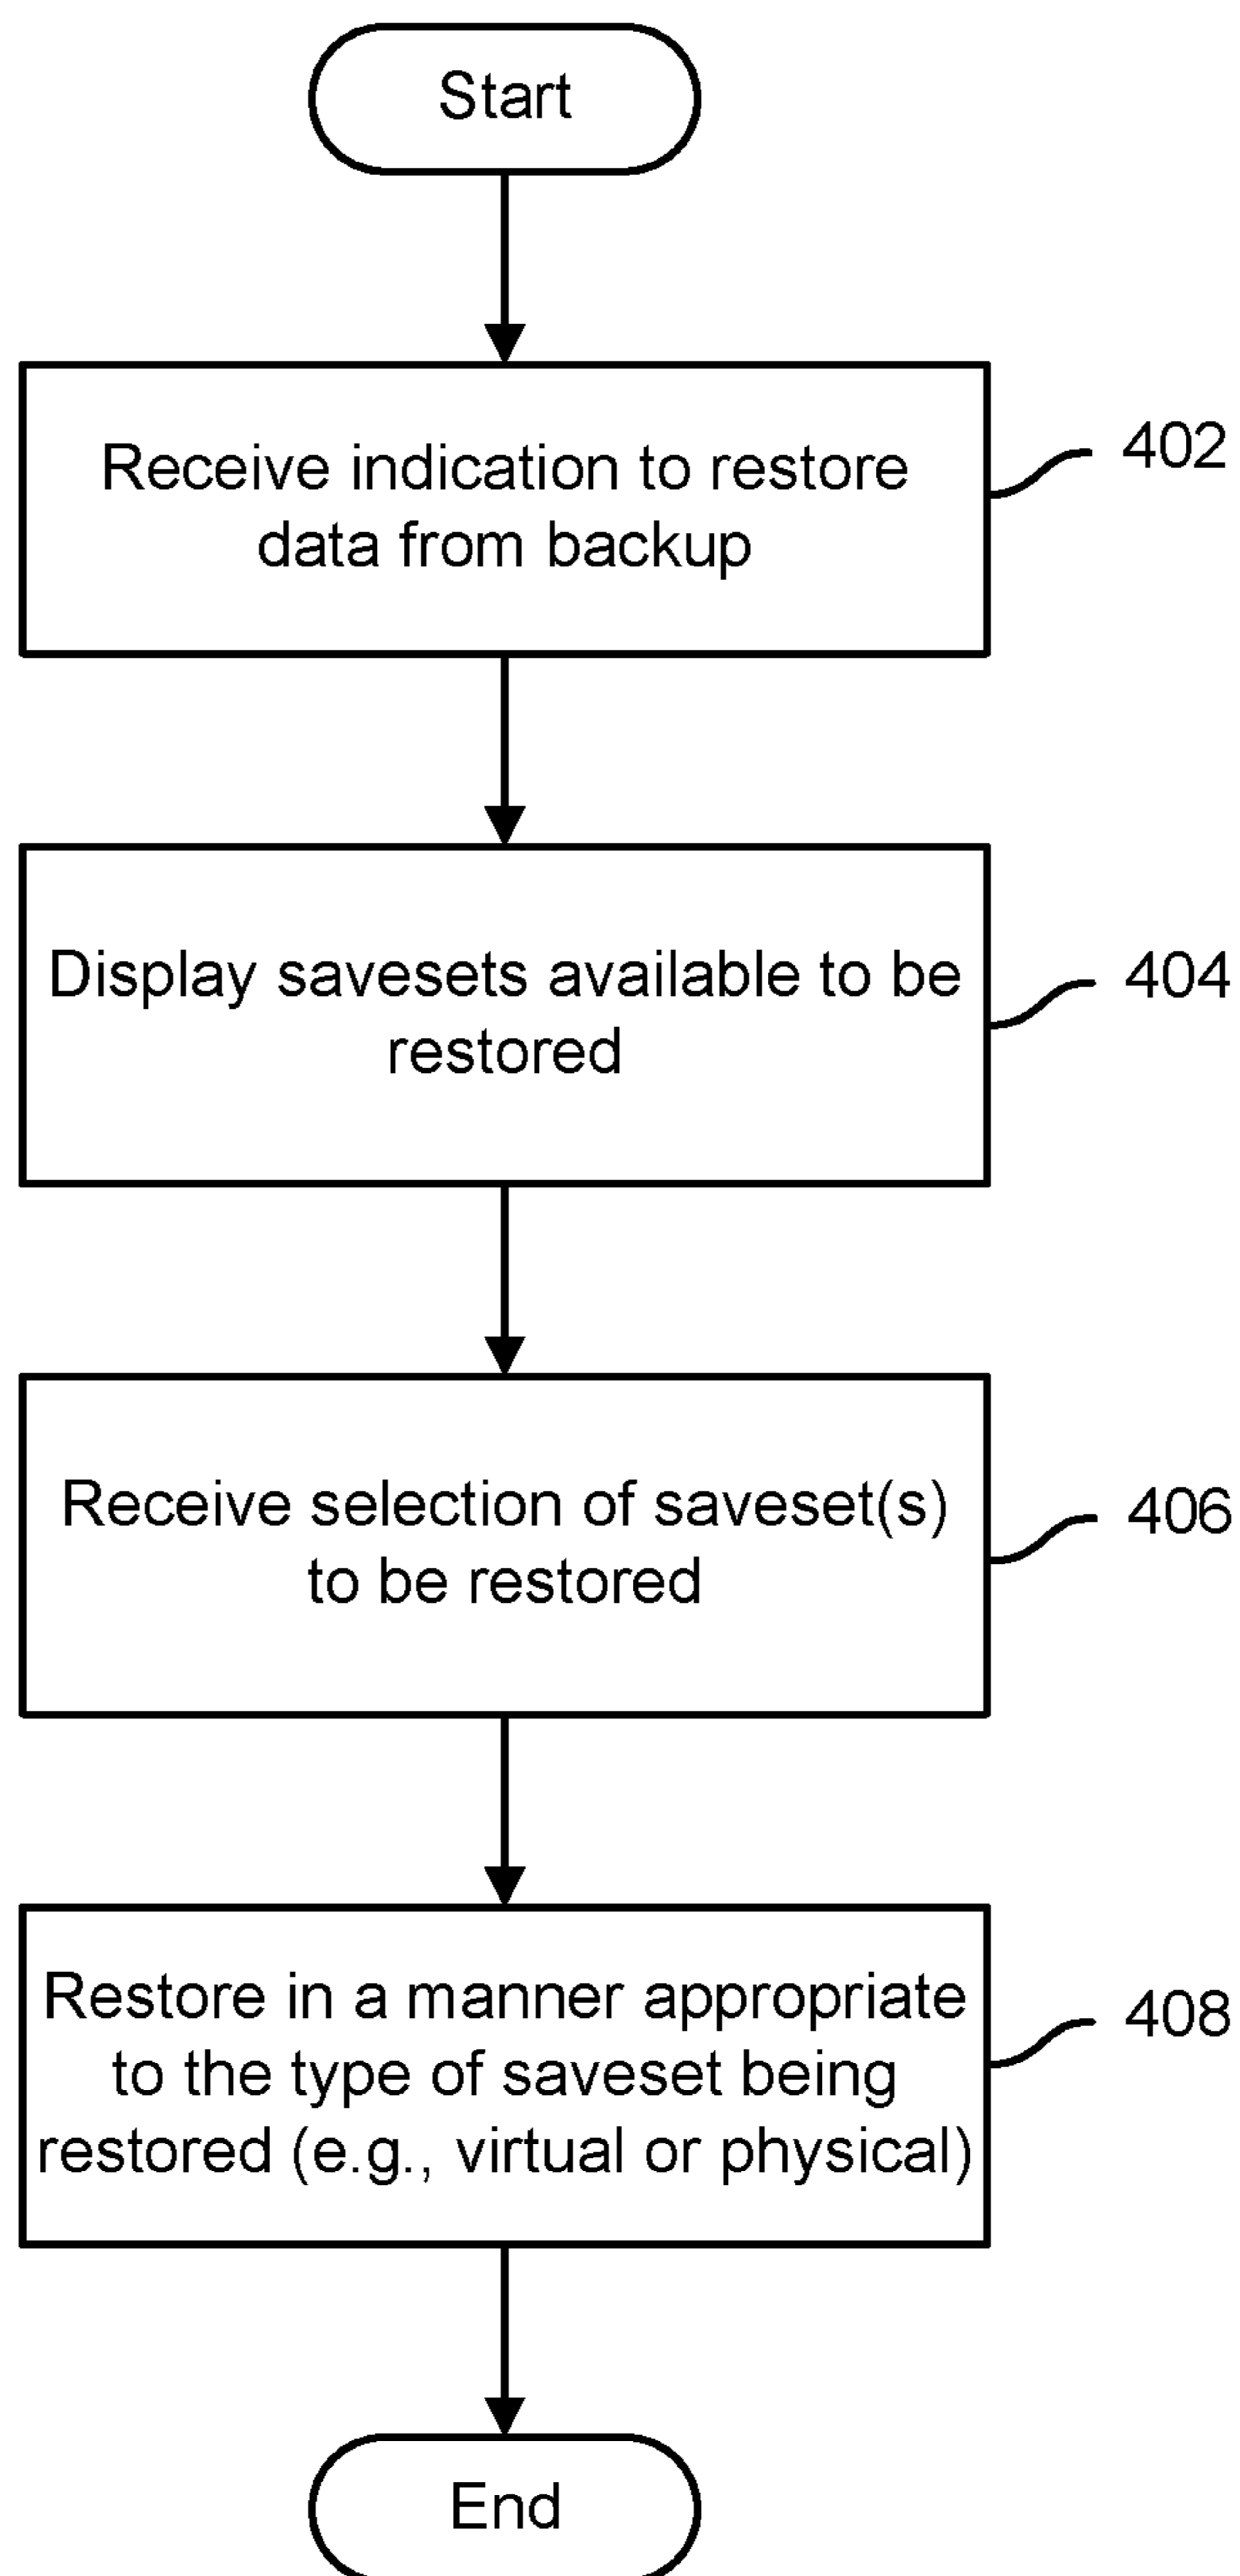 Start
Receive indication to restore
data from backup
402
Display savesets available to be
restored
404
Receive selection of saveset(s)
to be restored
406
Restore in a manner appropriate
to the type of saveset being
restored (e.g., virtual or physical)
408
End